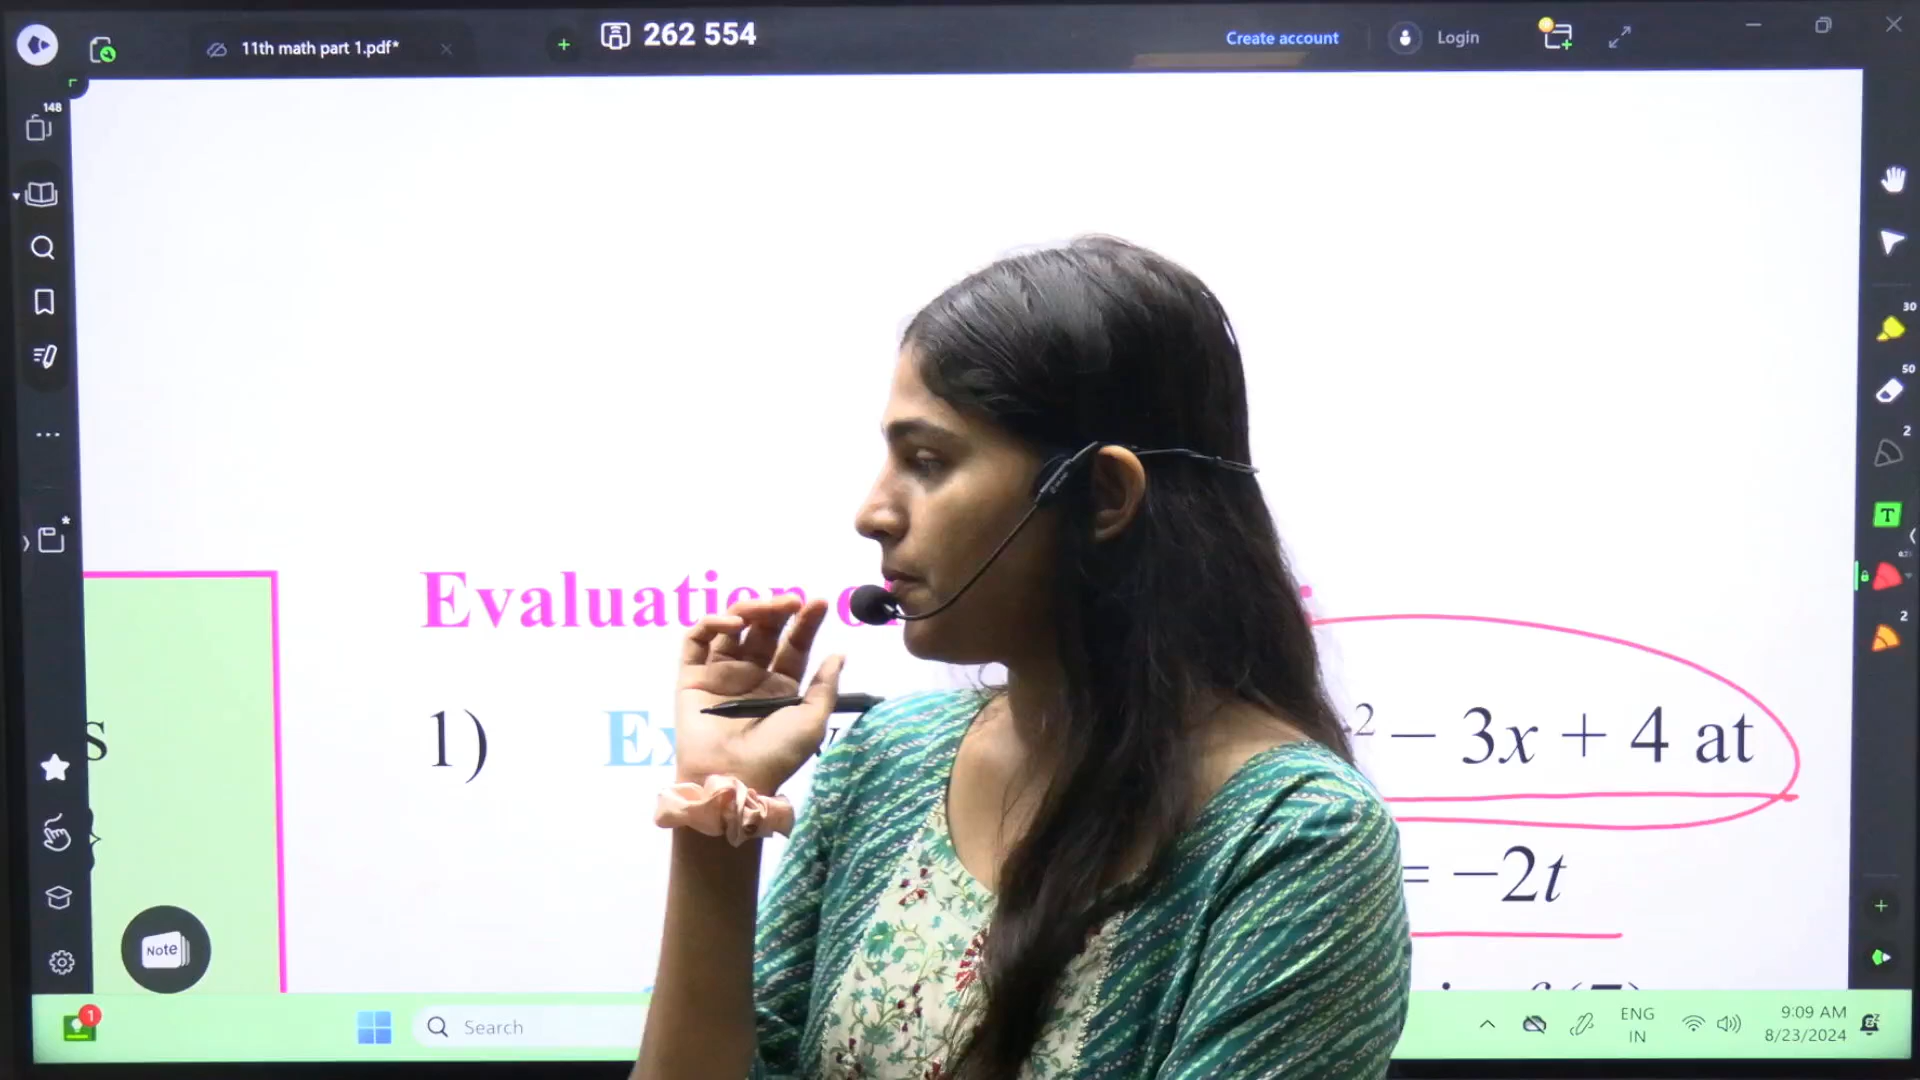 11th math part 1.pdf*
262 554
Create account
Login
148
30
50
2
T
2
Evaluation
1)
² − 3x + 4 at
= −2t
s
Note
1
Search
ENG
IN
9:09 AM
8/23/2024